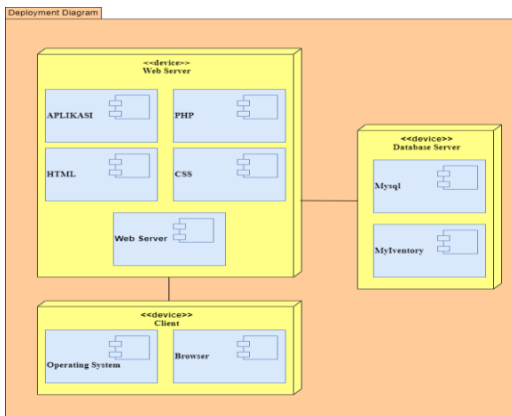 Deployment Diagram
<<device>>
Web Server
APLIKASI
PHP
HTML
CSS
Web Server
<<device>>
Database Server
Mysql
MyIventory
<<device>>
Client
Operating System
Browser